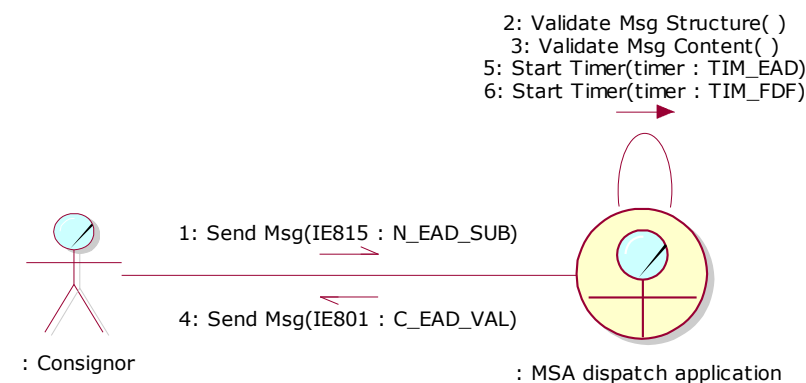 2: Validate Msg Structure( )
3: Validate Msg Content( )
5: Start Timer(timer : TIM_EAD)
6: Start Timer(timer : TIM_FDF)
1: Send Msg(IE815 : N_EAD_SUB)
4: Send Msg(IE801 : C_EAD_VAL)
: Consignor
: MSA dispatch application